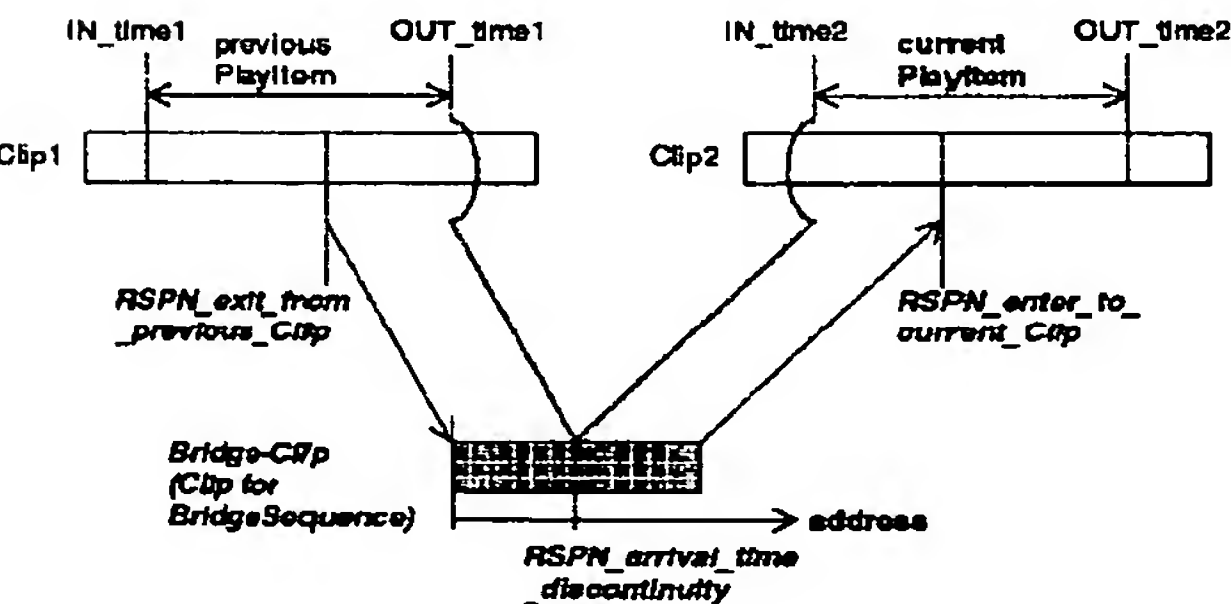 IN_time1
previous
PlayItem
OUT_time1
IN_time2
current
PlayItem
OUT_time2
Clip1
Clip2
RSPN_exit_from
_previous_Clip
RSPN_enter_to_
current_Clip
Bridge-Clip
(Clip for
BridgeSequence)
address
RSPN_arrival_time
_discontinuity